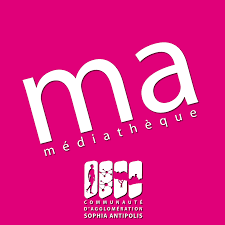 ma
médiathèque
COMMUNAUTÉ
D'AGGLOMÉRATION
SOPHIA ANTIPOLIS